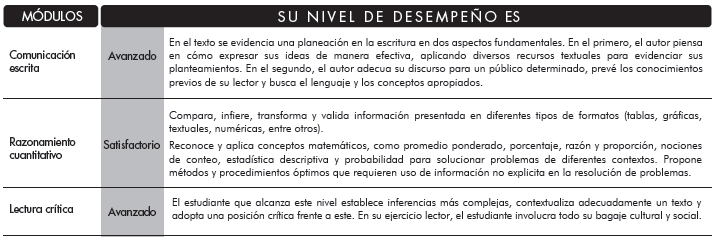 MÓDULOS
SU NIVEL DE DESEMPEÑO ES
Comunicación
escrita
Avanzado
En el texto se evidencia una planeación en la escritura en dos aspectos fundamentales. En el primero, el autor piensa
en cómo expresar sus ideas de manera efectiva, aplicando diversos recursos textuales para evidenciar sus
planteamientos. En el segundo, el autor adecua su discurso para un público determinado, prevé los conocimientos
previos de su lector y busca el lenguaje y los conceptos apropiados.
Razonamiento
cuantitativo
Satisfactorio
Compara, infiere, transforma y valida información presentada en diferentes tipos de formatos (tablas, gráficas,
textuales, numéricas, entre otros).
Reconoce y aplica conceptos matemáticos, como promedio ponderado, porcentaje, razón y proporción, nociones
de conteo, estadística descriptiva y probabilidad para solucionar problemas de diferentes contextos. Propone
métodos y procedimientos óptimos que requieren uso de información no explicita en la resolución de problemas.
Lectura crítica
Avanzado
El estudiante que alcanza este nivel establece inferencias más complejas, contextualiza adecuadamente un texto y
adopta una posición crítica frente a este. En su ejercicio lector, el estudiante involucra todo su bagaje cultural y social.